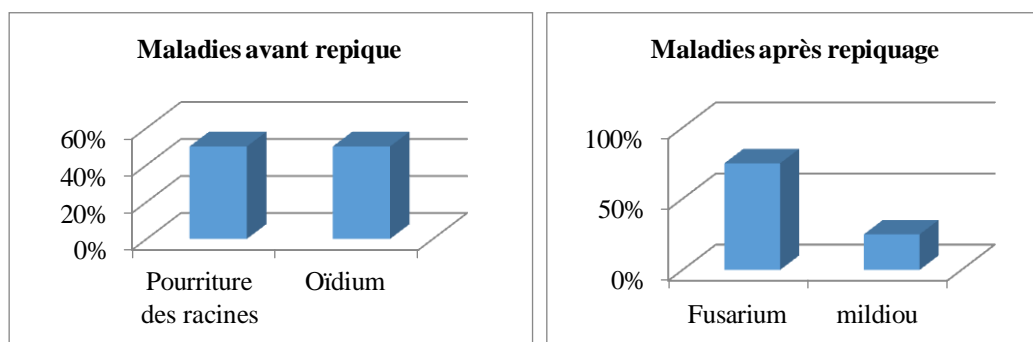 Maladies avant repique
60%
40%
20%
0%
Pourriture
des racines
Oïdium
Maladies après repiquage
100%
50%
0%
Fusarium
mildiou